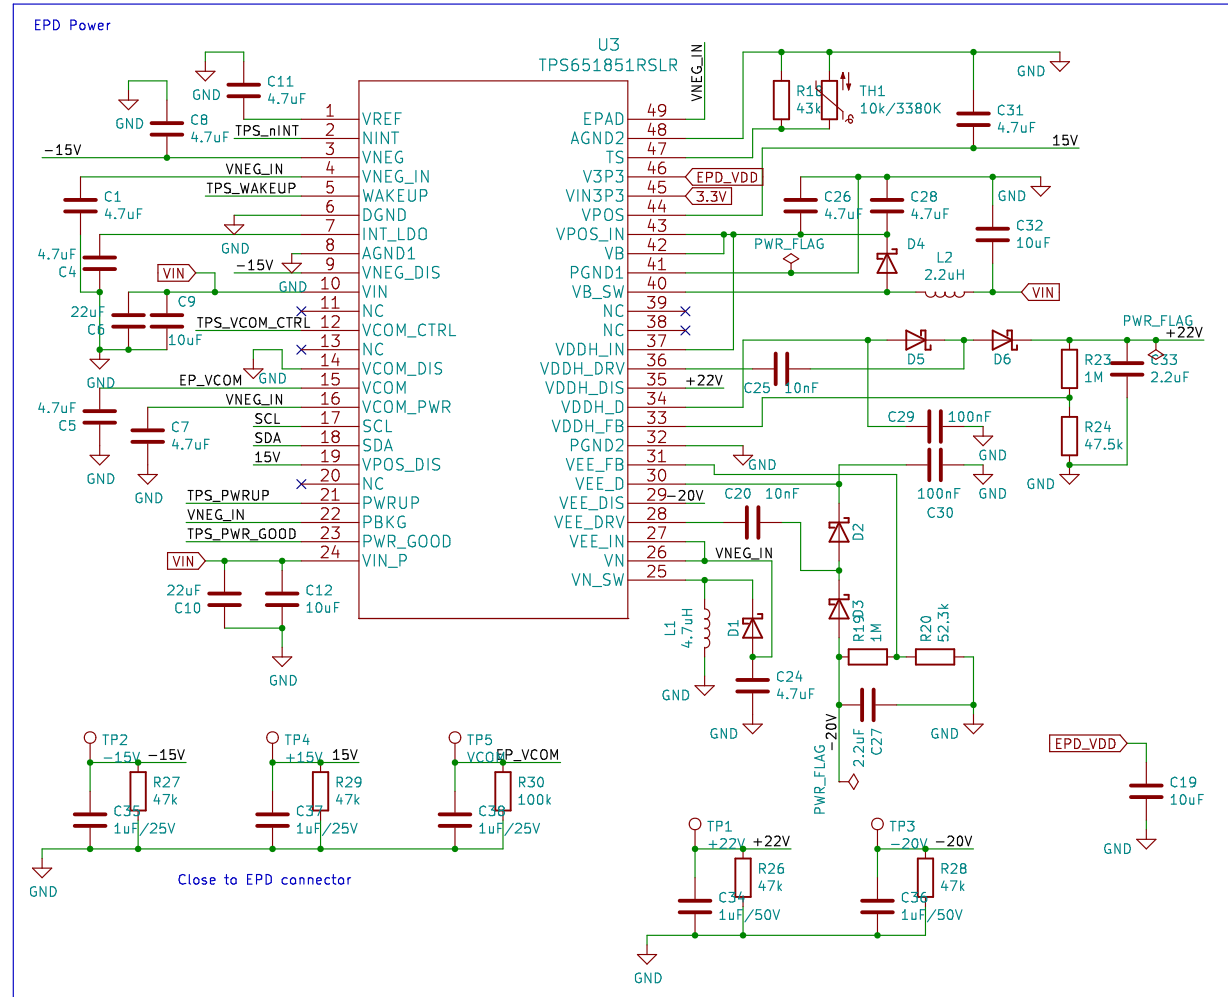 EPD Power
U3
TPS651851RSLR
VNEG_IN
C11
4.7uF
GND
GND
C8
4.7uF
1 VREF
TPS_nINT 2 NINT
-15V 3 VNEG
VNEG_IN 4 VNEG_IN
TPS_WAKEUP 5 WAKEUP
6 DGND
GND
7 INT_LDO
8 AGND1
GND
-15V 9 VNEG_DIS
10 VIN
11 NC
TPS_VCOM_CTRL 12 VCOM_CTRL
13 NC
14 VCOM_DIS
GND
EP_VCOM 15 VCOM
VNEG_IN 16 VCOM_PWR
SCL 17 SCL
SDA 18 SDA
15V 19 VPOS_DIS
20 NC
TPS_PWRUP 21 PWRUP
VNEG_IN 22 PBKG
TPS_PWR_GOOD 23 PWR_GOOD
VIN 24 VIN_P
C1
4.7uF
4.7uF
C4
VIN
22uF
C6
C9
10uF
GND
4.7uF
C5
GND
C7
4.7uF
GND
22uF
C10
C12
10uF
GND
EPAD 49
AGND2 48
TS 47
V3P3 46 EPD_VDD
VIN3P3 45 3.3V
VPOS 44
VPOS_IN 43
VB 42
PGND1 41
VB_SW 40
NC 39
NC 38
VDDH_IN 37
VDDH_DRV 36
VDDH_DIS 35 +22V
VDDH_D 34
VDDH_FB 33
PGND2 32
GND
VEE_FB 31
VEE_D 30
VEE_DIS 29 -20V
VEE_DRV 28
VEE_IN 27
VN 26 VNEG_IN
VN_SW 25
R18
43k
TH1
10k/3380K
C31
4.7uF
GND
15V
C26
4.7uF
C28
4.7uF
GND
C32
10uF
PWR_FLAG
D4
L2
2.2uH
VIN
D5
D6
PWR_FLAG
+22V
C25 10nF
R23
1M
C33
2.2uF
C29 100nF
GND
R24
47.5k
GND
100nF
C30
GND
C20 10nF
D2
D3
R19
1M
R20
52.3k
L1
4.7uH
D1
GND
C24
4.7uF
GND
-20V
2.2uF
C27
GND
PWR_FLAG
EPD_VDD
C19
10uF
GND
TP2
-15V
-15V
R27
47k
C35
1uF/25V
TP4
+15V
15V
R29
47k
C37
1uF/25V
TP5
VCOM
EP_VCOM
R30
100k
C38
1uF/25V
GND
Close to EPD connector
TP1
+22V
+22V
R26
47k
C34
1uF/50V
TP3
-20V
-20V
R28
47k
C36
1uF/50V
GND